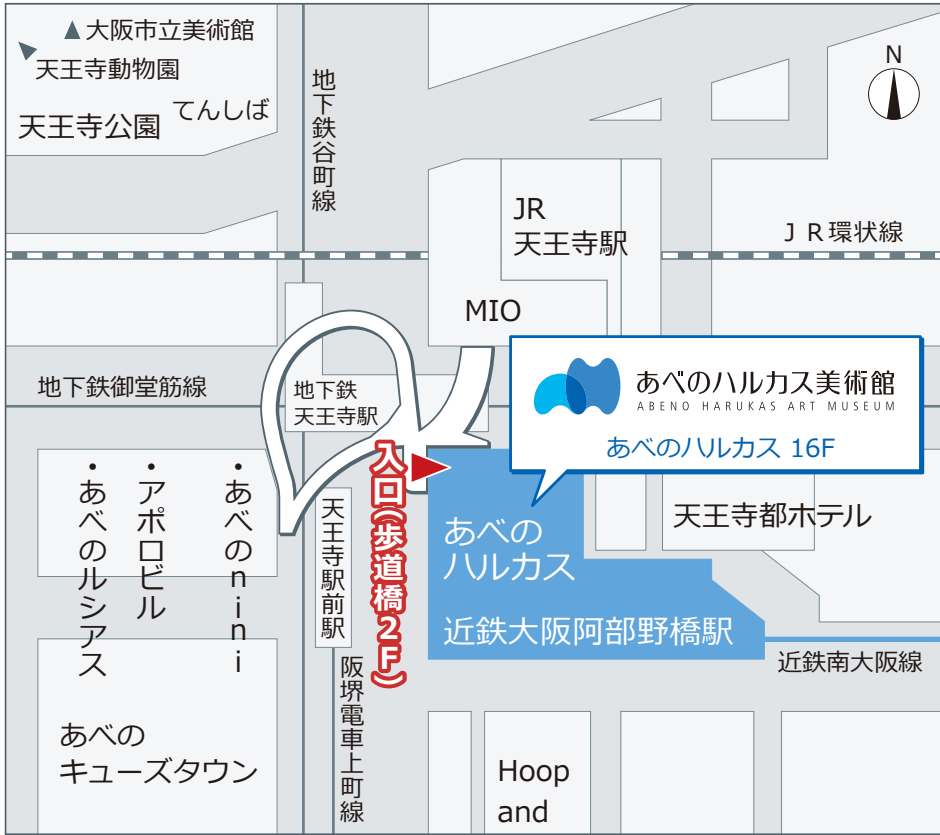 ▲大阪市立美術館
天王寺動物園
天王寺公園
てんしば
地下鉄谷町線
N
JR
天王寺駅
ＪＲ環状線
MIO
地下鉄御堂筋線
地下鉄
天王寺駅
あべのハルカス美術館
ABENO HARUKAS ART MUSEUM
あべのハルカス 16F
入口(歩道橋2F)
・あべのnini
・アポロビル
・あべのルシアス
天王寺駅前駅
あべの
ハルカス
近鉄大阪阿部野橋駅
天王寺都ホテル
近鉄南大阪線
阪堺電車上町線
あべの
キューズタウン
Hoop
and